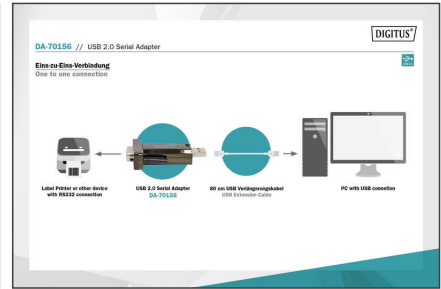 DIGITUS®
DA-70156 // USB 2.0 Serial Adapter
Eins-zu-Eins-Verbindung
One to one connection
Label Printer or other device
with RS232 connection
USB 2.0 Serial Adapter
DA-70156
80 cm USB Verlängerungskabel
USB Extension Cable
PC with USB connetion